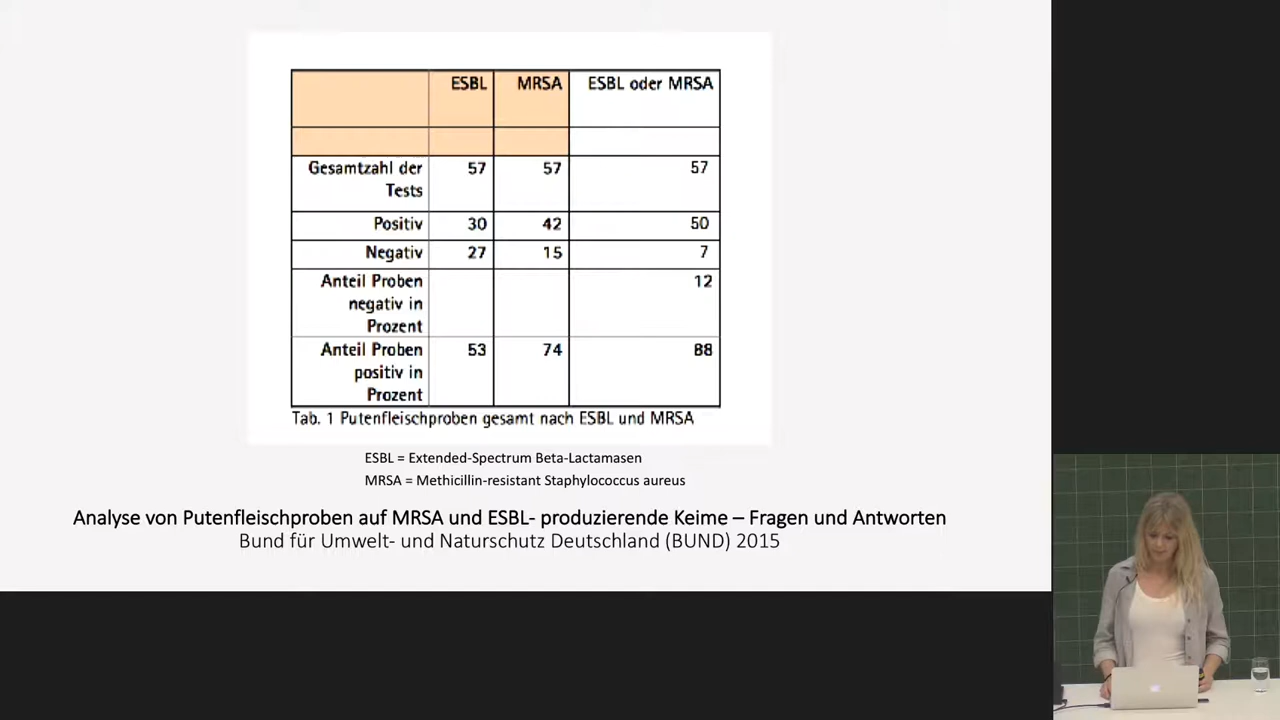 ESBL MRSA ESBL oder MRSA
Gesamtzahl der Tests 57 57 57
Positiv 30 42 50
Negativ 27 15 7
Anteil Proben negativ in Prozent 12
Anteil Proben positiv in Prozent 53 74 88
Tab. 1 Putenfleischproben gesamt nach ESBL und MRSA
ESBL = Extended-Spectrum Beta-Lactamasen
MRSA = Methicillin-resistant Staphylococcus aureus
Analyse von Putenfleischproben auf MRSA und ESBL- produzierende Keime – Fragen und Antworten
Bund für Umwelt- und Naturschutz Deutschland (BUND) 2015